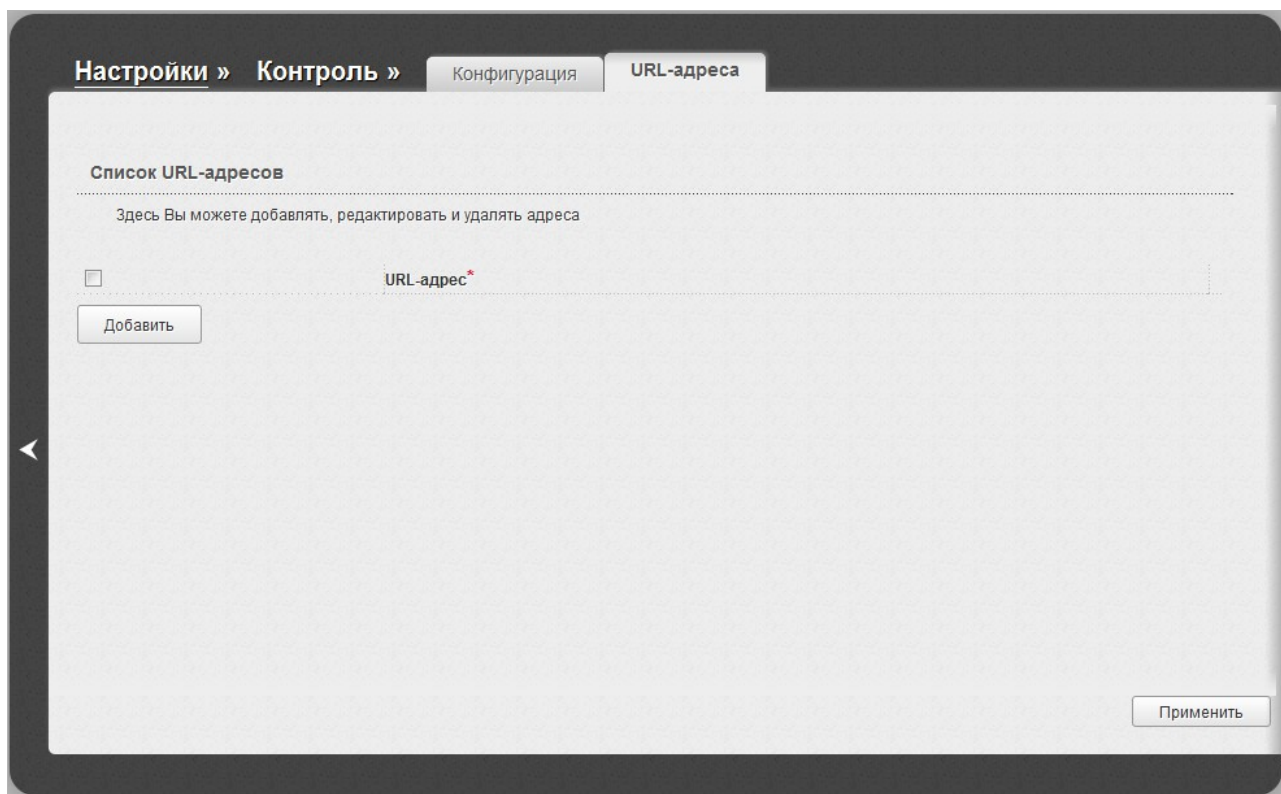 Настройки » Контроль » Конфигурация URL-адреса
Список URL-адресов
Здесь Вы можете добавлять, редактировать и удалять адреса
URL-адрес*
Добавить
Применить